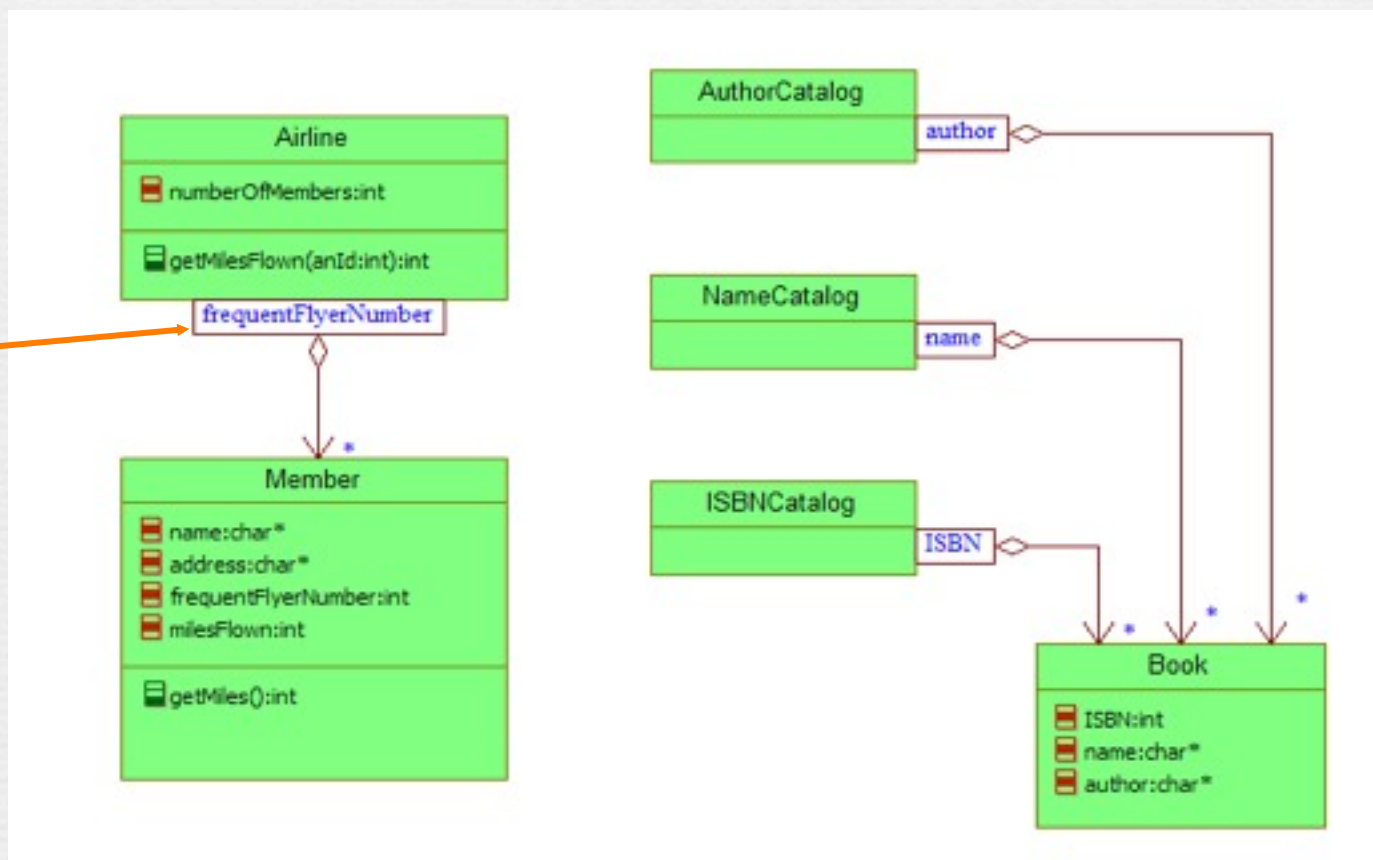 Airline
numberOfMembers:int
getMilesFlown(anId:int):int
frequentFlyerNumber
*
Member
name:char*
address:char*
frequentFlyerNumber:int
milesFlown:int
getMiles():int
AuthorCatalog
author
NameCatalog
name
ISBNCatalog
ISBN
*
*
*
Book
ISBN:int
name:char*
author:char*